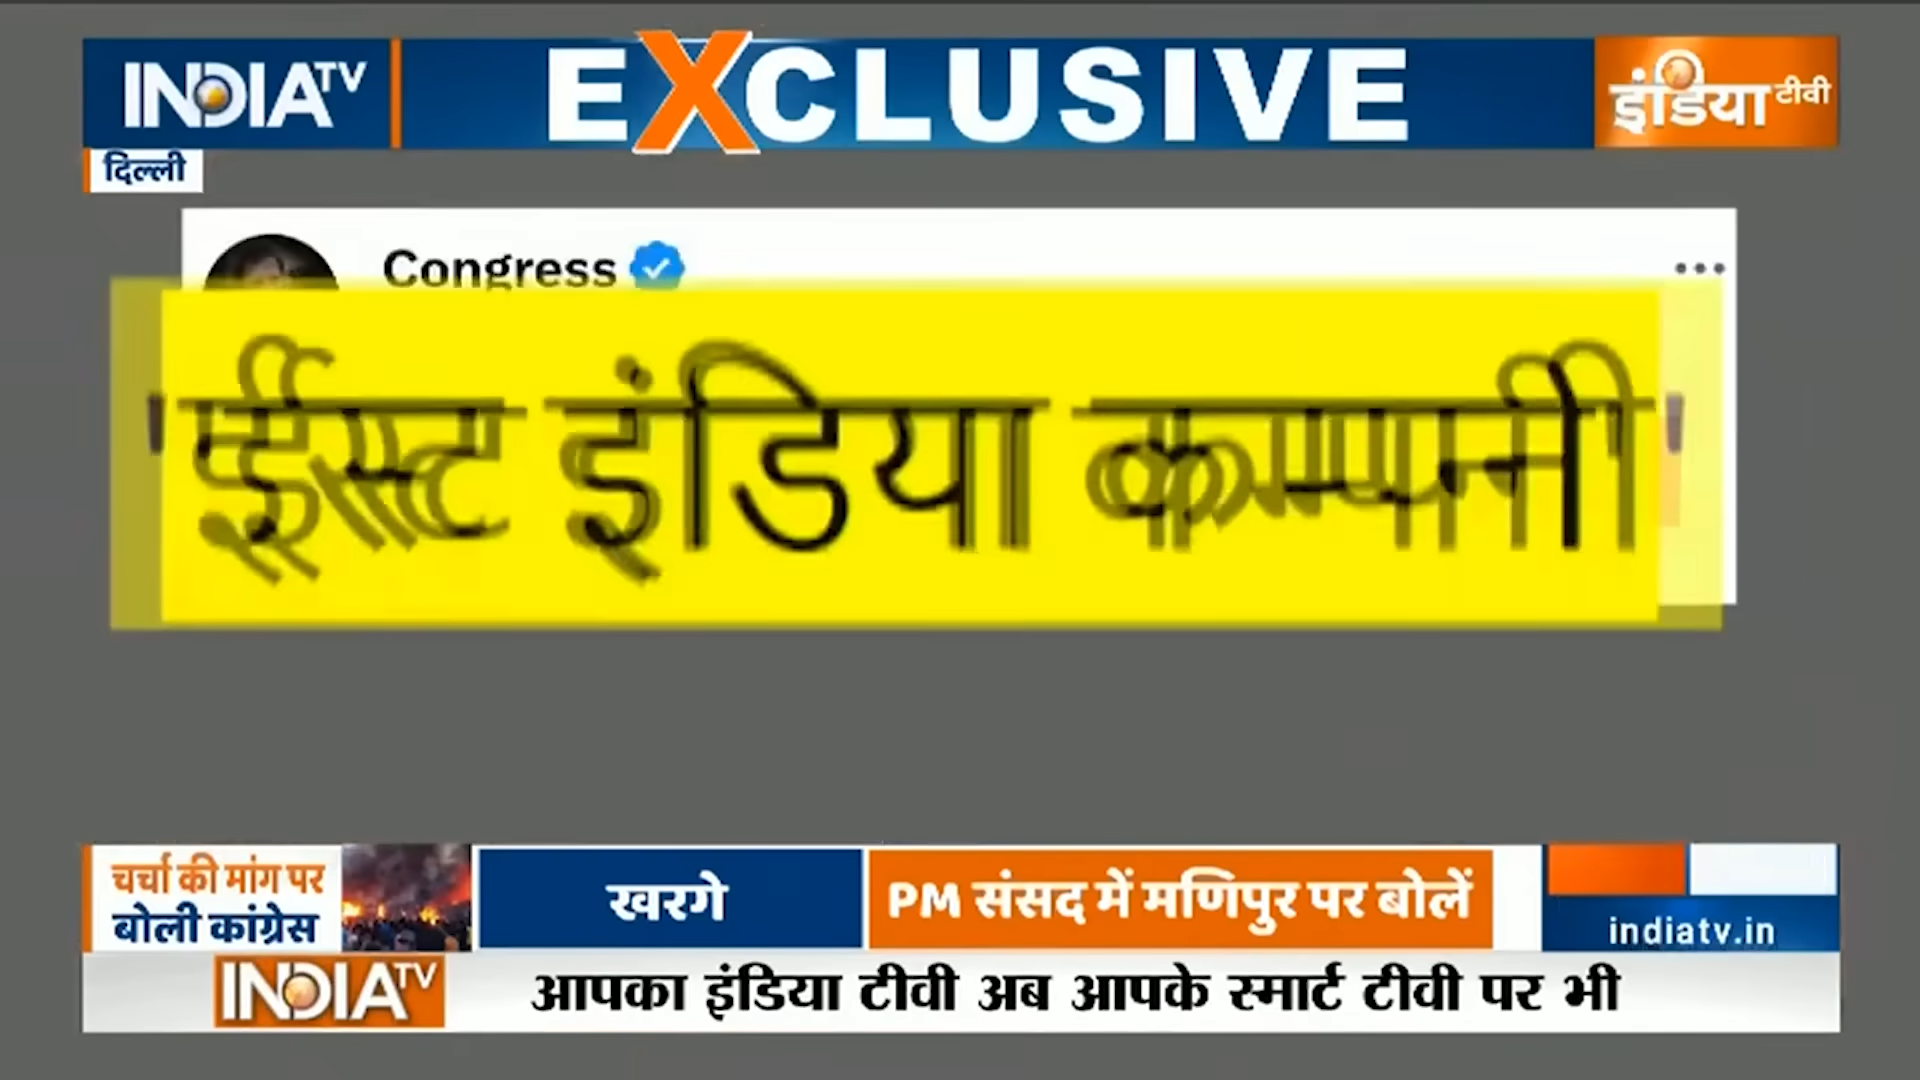 INDIA TV
EXCLUSIVE
इंडिया टीवी
दिल्ली
Congress
'ईस्ट इंडिया कम्पनी'
चर्चा की मांग पर
बोली कांग्रेस
खरगे
PM संसद में मणिपुर पर बोलें
indiatv.in
INDIA TV
आपका इंडिया टीवी अब आपके स्मार्ट टीवी पर भी